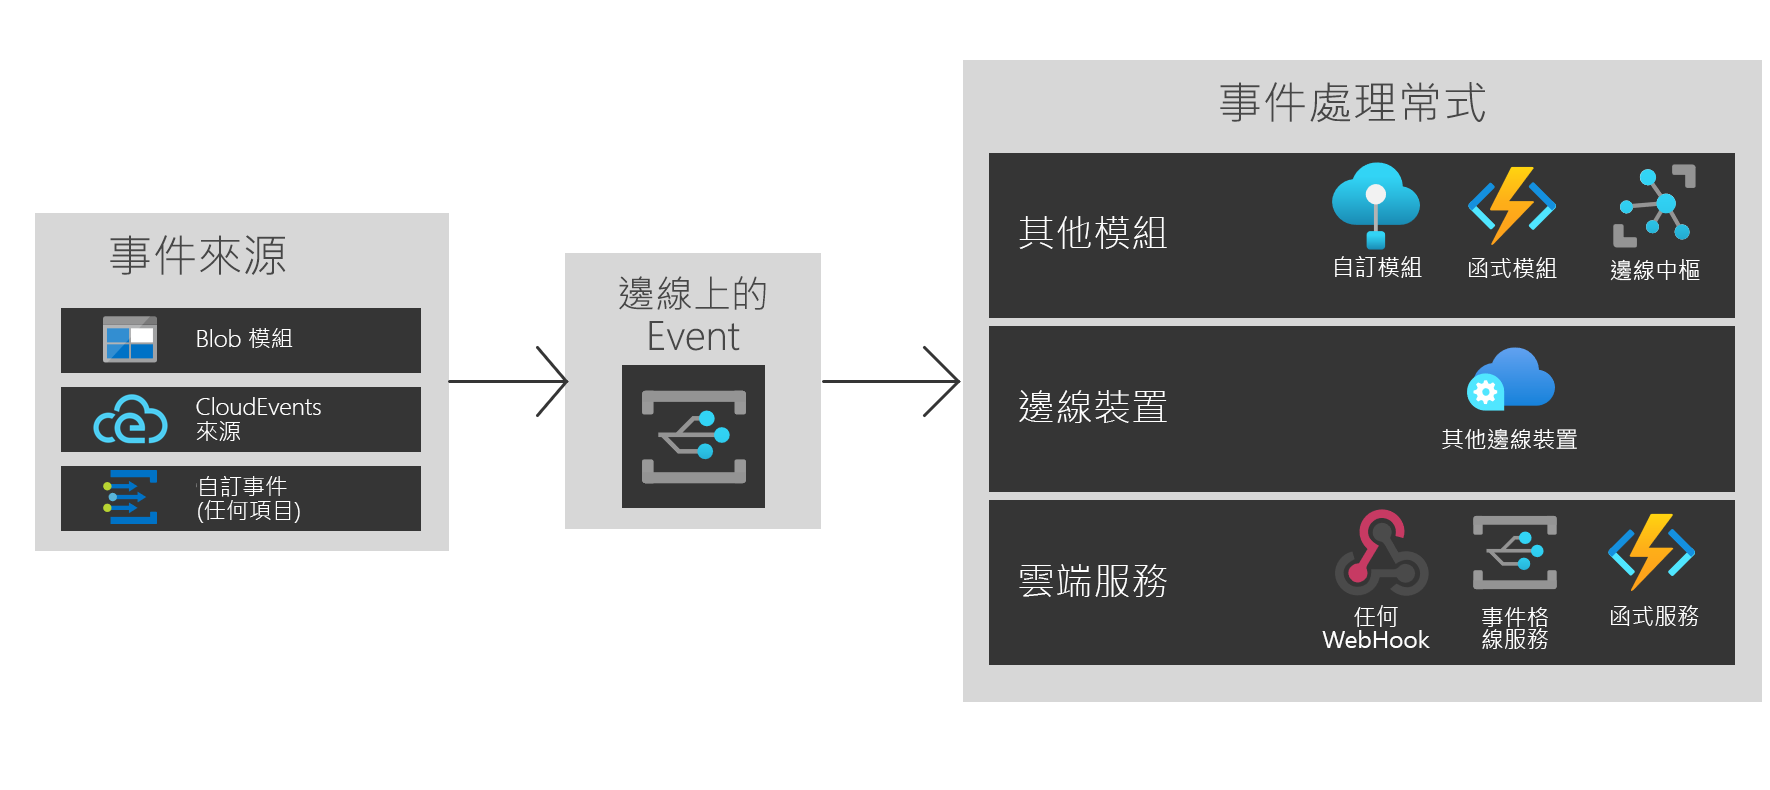 事件來源
Blob 模組
CloudEvents
來源
自訂事件
(任何項目)
邊線上的
Event
事件處理常式
其他模組
自訂模組
函式模組
邊線中樞
邊線裝置
其他邊線裝置
雲端服務
任何
WebHook
事件格
線服務
函式服務